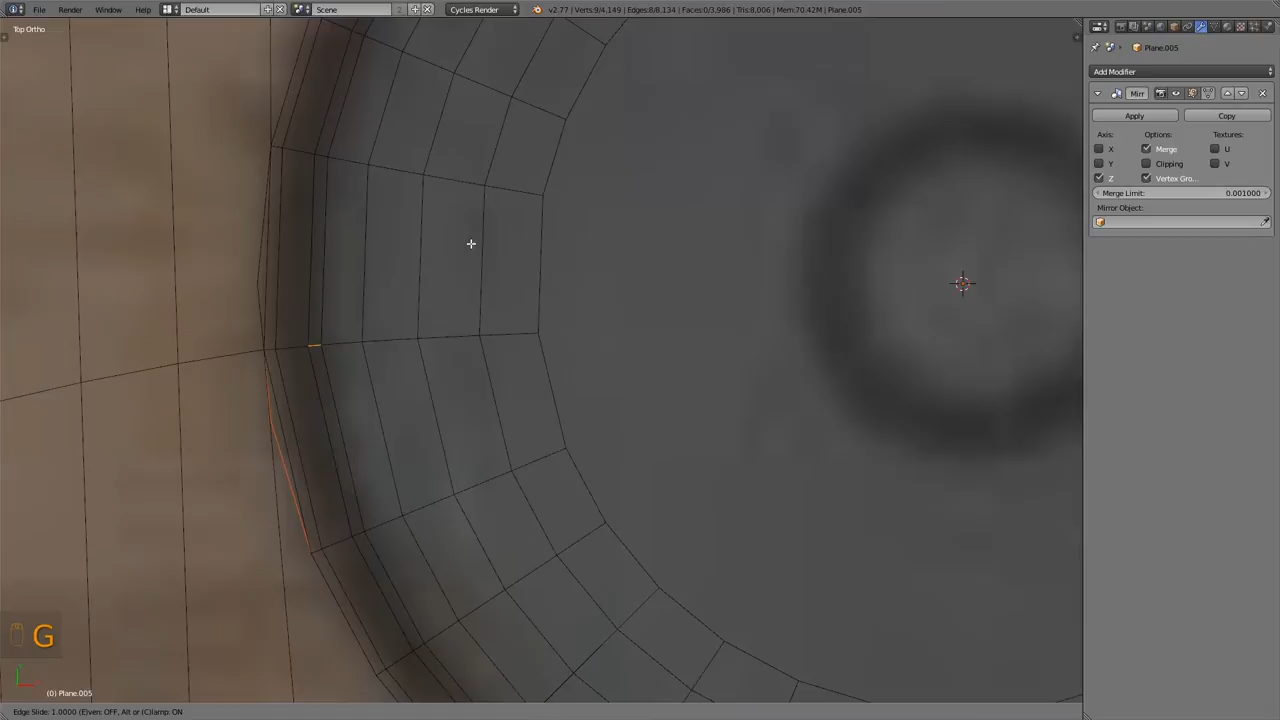 File Render Window Help Default Scene 2 Cycles Render v2.77 | Verts:9/4,149 | Edges:8/8,134 | Faces:0/3,986 | Tris:8,006 | Mem:70.42M | Plane.005
Top Ortho
Plane.005
Add Modifier
Mirr
Apply Copy
Axis: Options: Textures:
X Merge U
Y Clipping V
Z Vertex Gro...
Merge Limit: 0.001000
Mirror Object:
G
(0) Plane.005
Edge Slide: 1.0000 (E)ven: OFF, Alt or (C)lamp: ON